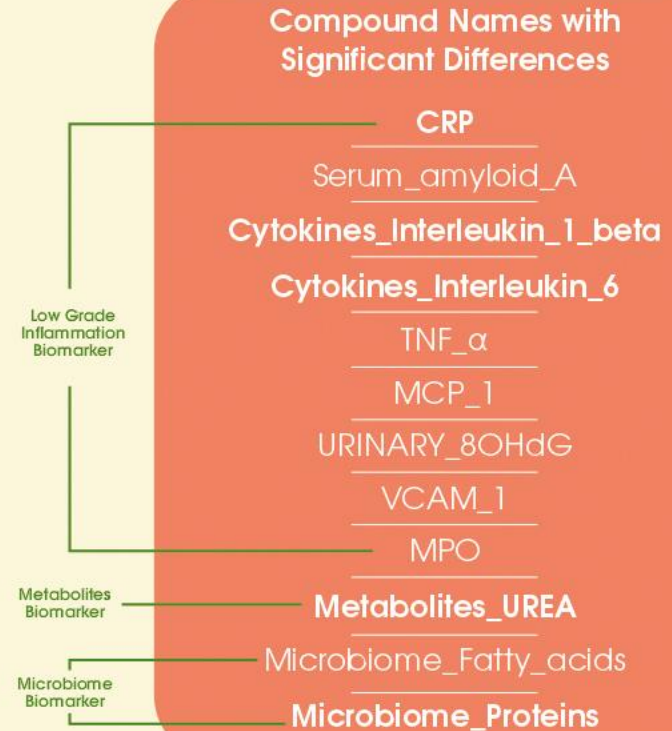 Compound Names with
Significant Differences
CRP
Serum_amyloid_A
Cytokines_Interleukin_1_beta
Cytokines_Interleukin_6
TNF_α
MCP_1
URINARY_8OHdG
VCAM_1
MPO
Metabolites_UREA
Microbiome_Fatty_acids
Microbiome_Proteins
Low Grade
Inflammation
Biomarker
Metabolites
Biomarker
Microbiome
Biomarker